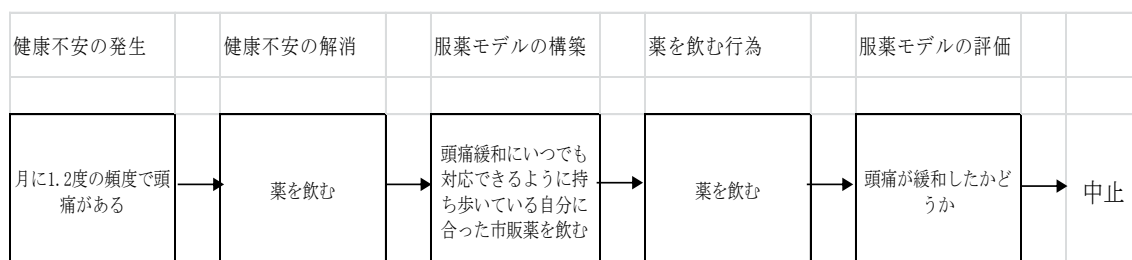 健康不安の発生
健康不安の解消
服薬モデルの構築
薬を飲む行為
服薬モデルの評価
月に1.2度の頻度で頭
痛がある
薬を飲む
頭痛緩和にいつでも
対応できるように持
ち歩いている自分に
合った市販薬を飲む
薬を飲む
頭痛が緩和したかど
うか
中止